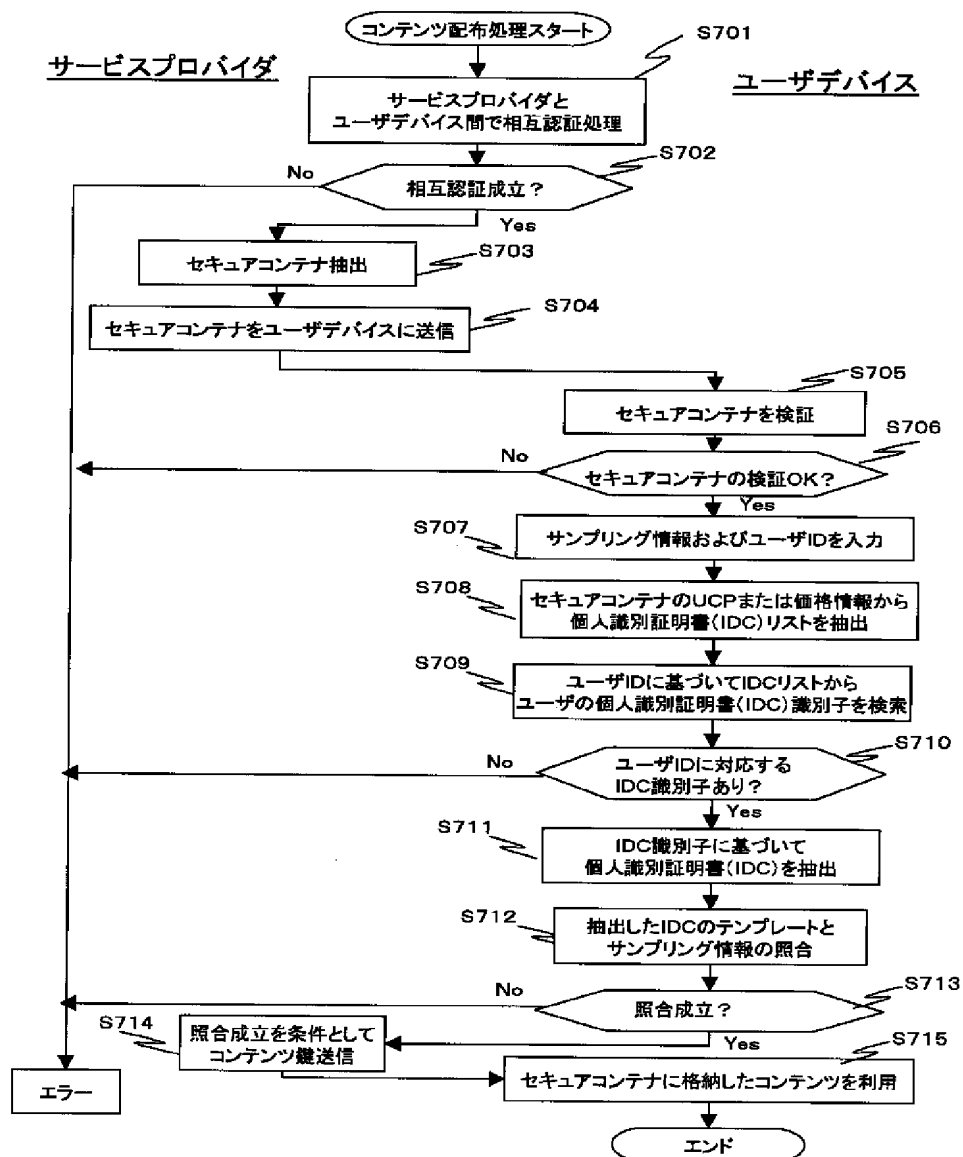 コンテンツ配布処理スタート
サービスプロバイダ
ユーザデバイス
S701
サービスプロバイダと
ユーザデバイス間で相互認証処理
S702
No
相互認証成立？
Yes
S703
セキュアコンテナ抽出
S704
セキュアコンテナをユーザデバイスに送信
S705
セキュアコンテナを検証
S706
No
セキュアコンテナの検証OK？
Yes
S707
サンプリング情報およびユーザIDを入力
S708
セキュアコンテナのUCPまたは価格情報から
個人識別証明書(IDC)リストを抽出
S709
ユーザIDに基づいてIDCリストから
ユーザの個人識別証明書(IDC)識別子を検索
S710
No
ユーザIDに対応する
IDC識別子あり？
Yes
S711
IDC識別子に基づいて
個人識別証明書(IDC)を抽出
S712
抽出したIDCのテンプレートと
サンプリング情報の照合
S713
No
照合成立？
Yes
S714
照合成立を条件として
コンテンツ鍵送信
S715
セキュアコンテナに格納したコンテンツを利用
エラー
エンド